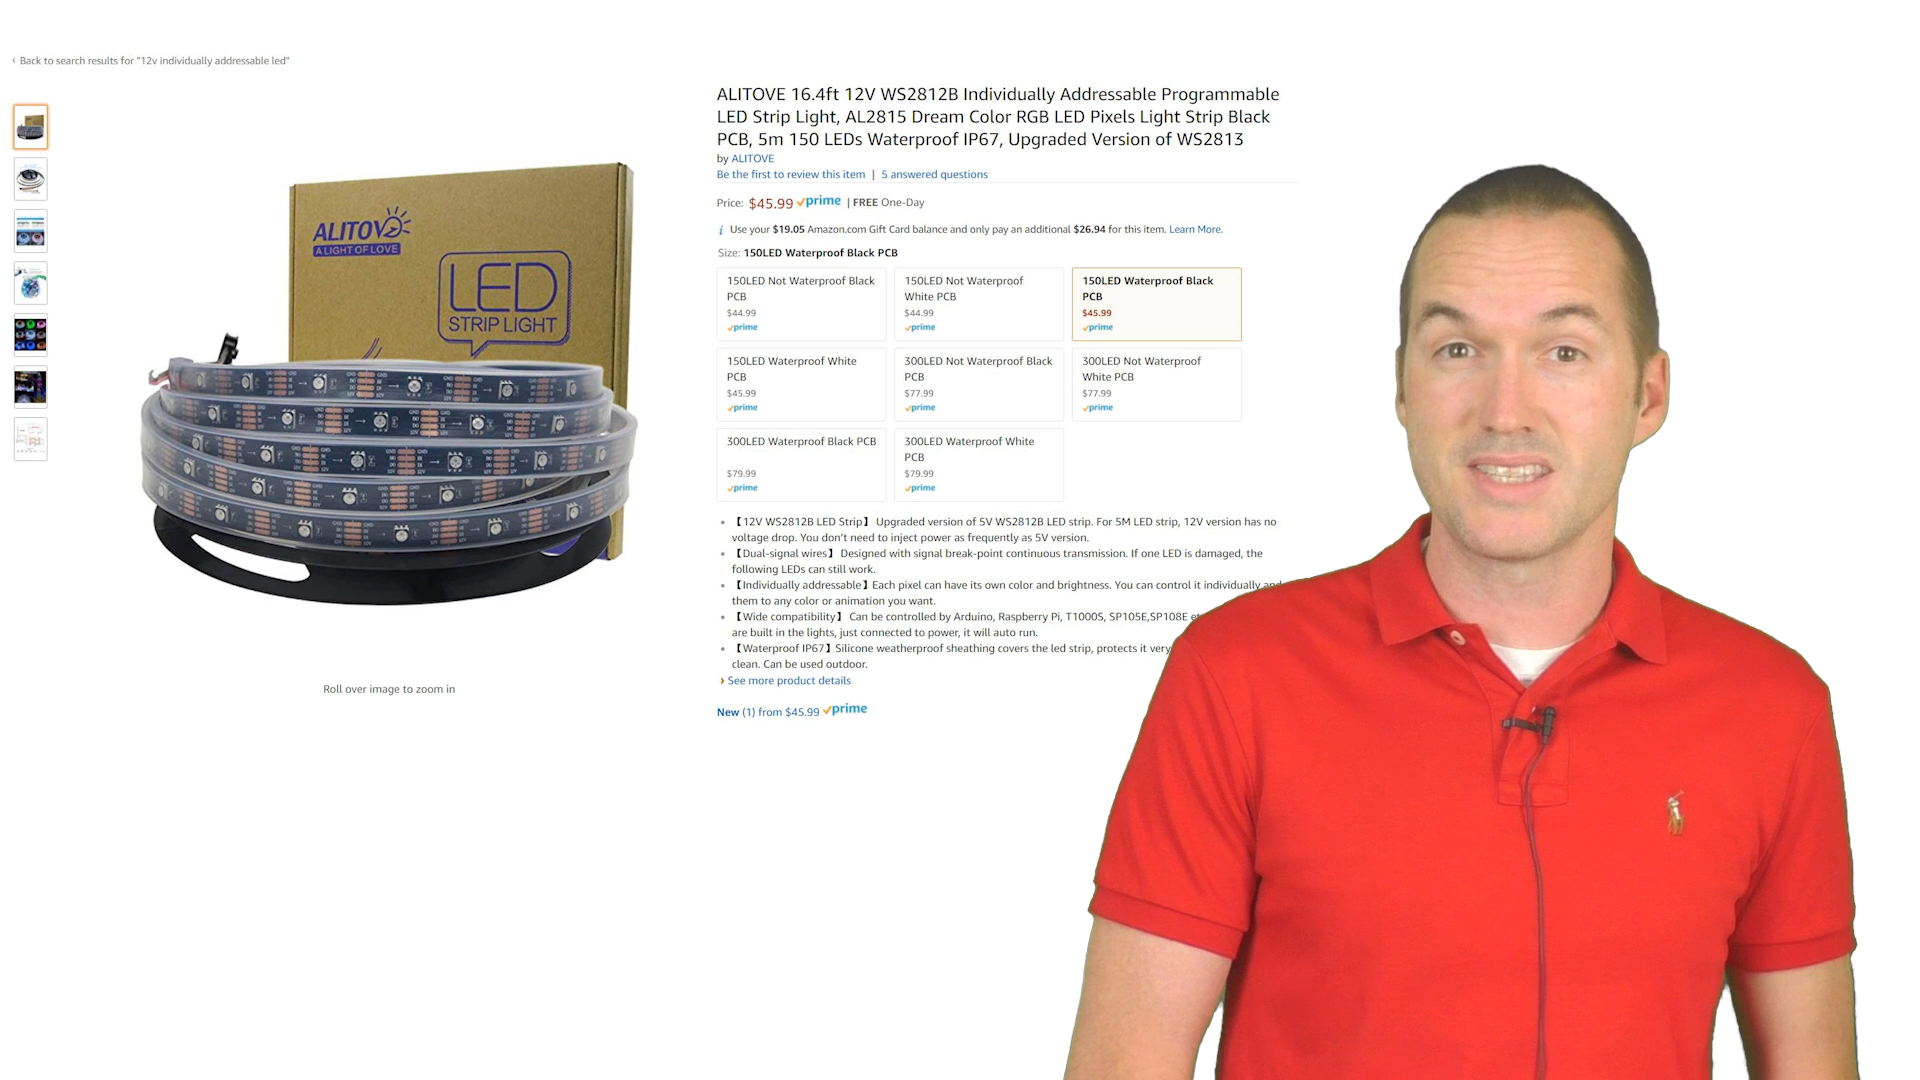 ‹ Back to search results for "12v individually addressable led"
ALITOVE 16.4ft 12V WS2812B Individually Addressable Programmable
LED Strip Light, AL2815 Dream Color RGB LED Pixels Light Strip Black
PCB, 5m 150 LEDs Waterproof IP67, Upgraded Version of WS2813
by ALITOVE
Be the first to review this item | 5 answered questions
Price: $45.99 prime | FREE One-Day
i Use your $19.05 Amazon.com Gift Card balance and only pay an additional $26.94 for this item. Learn More.
Size: 150LED Waterproof Black PCB
150LED Not Waterproof Black
PCB
$44.99
prime
150LED Not Waterproof
White PCB
$44.99
prime
150LED Waterproof Black
PCB
$45.99
prime
150LED Waterproof White
PCB
$45.99
prime
300LED Not Waterproof Black
PCB
$77.99
prime
300LED Not Waterproof
White PCB
$77.99
prime
300LED Waterproof Black PCB
$79.99
prime
300LED Waterproof White
PCB
$79.99
prime
【12V WS2812B LED Strip】 Upgraded version of 5V WS2812B LED strip. For 5M LED strip, 12V version has no
voltage drop. You don't need to inject power as frequently as 5V version.
【Dual-signal wires】 Designed with signal break-point continuous transmission. If one LED is damaged, the
following LEDs can still work.
【Individually addressable】Each pixel can have its own color and brightness. You can control it individually and
them to any color or animation you want.
【Wide compatibility】 Can be controlled by Arduino, Raspberry Pi, T1000S, SP105E,SP108E
are built in the lights, just connected to power, it will auto run.
【Waterproof IP67】Silicone weatherproof sheathing covers the led strip, protects it very
clean. Can be used outdoor.
› See more product details
New (1) from $45.99 prime
ALITOVE
A LIGHT OF LOVE
LED
STRIP LIGHT
Roll over image to zoom in